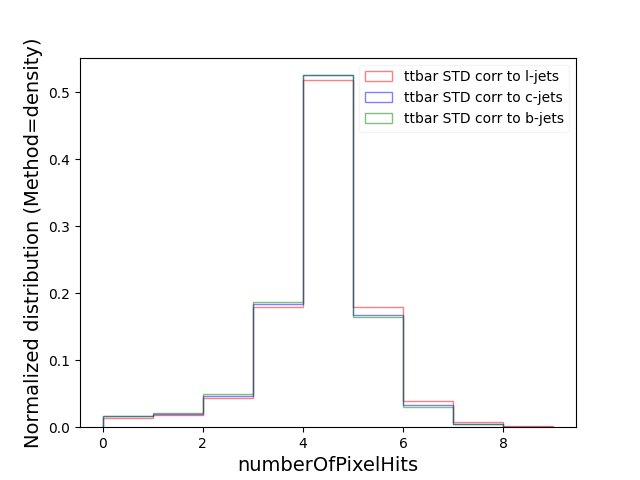 ttbar STD corr to l-jets
ttbar STD corr to c-jets
ttbar STD corr to b-jets
Normalized distribution (Method=density)
0.5
0.4
0.3
0.2
0.1
0.0
0 2 4 6 8
numberOfPixelHits